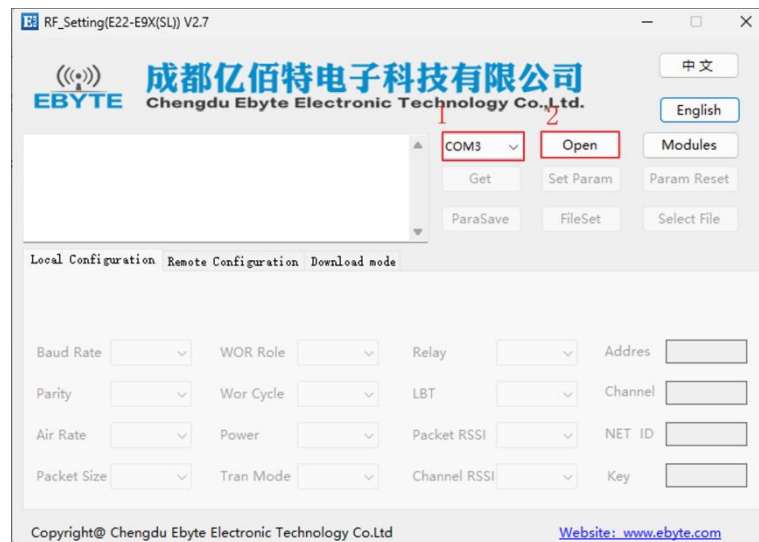 RF_Setting(E22-E9X(SL)) V2.7
EBYTE
成都亿佰特电子科技有限公司
Chengdu Ebyte Electronic Technology Co.,Ltd.
中文
English
1
2
COM3
Open
Modules
Get
Set Param
Param Reset
ParaSave
FileSet
Select File
Local Configuration
Remote Configuration
Download mode
Baud Rate
WOR Role
Relay
Addres
Parity
Wor Cycle
LBT
Channel
Air Rate
Power
Packet RSSI
NET ID
Packet Size
Tran Mode
Channel RSSI
Key
Copyright@ Chengdu Ebyte Electronic Technology Co.Ltd
Website: www.ebyte.com